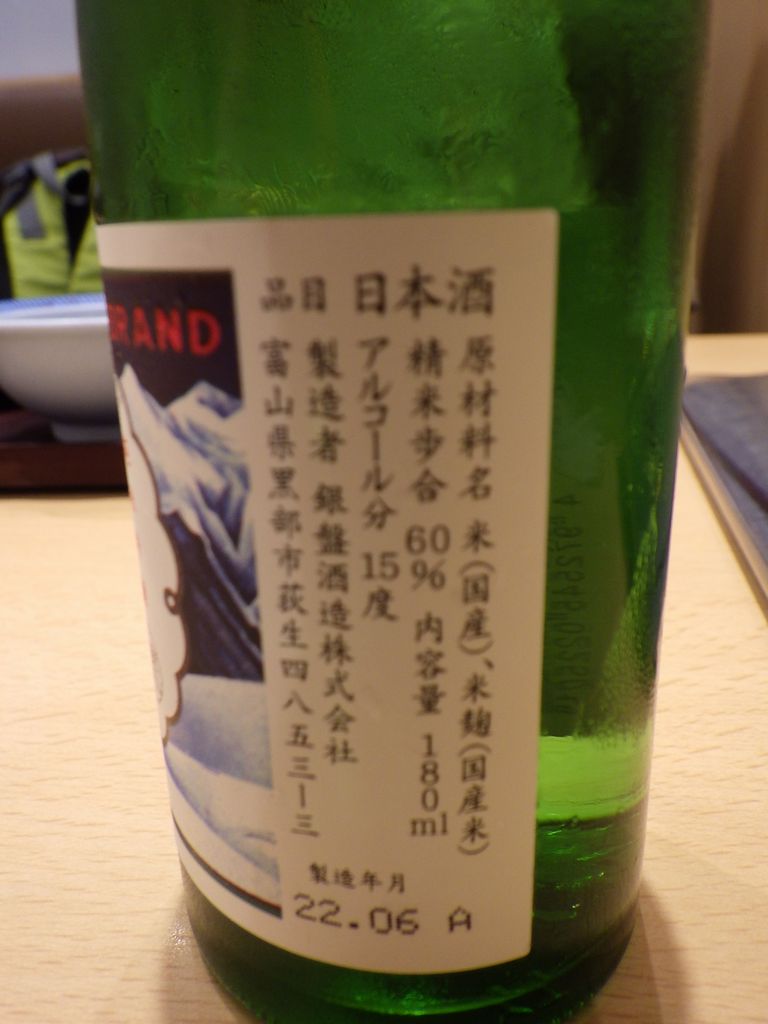 品目 日本酒
原材料名 米(国産)、米麹(国産米)
精米歩合 60% 内容量 180ml
アルコール分 15度
製造者 銀盤酒造株式会社
富山県黒部市荻生四八五三ー三
製造年月
22.06 A